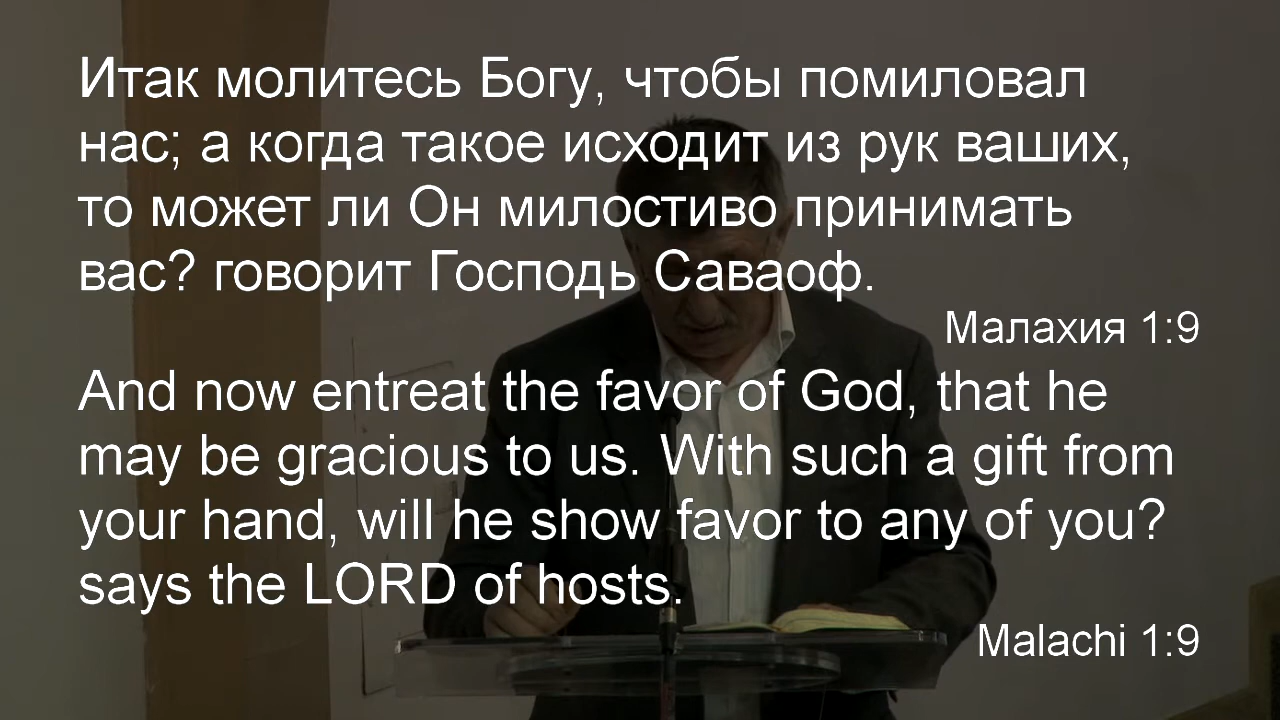 Итак молитесь Богу, чтобы помиловал
нас; а когда такое исходит из рук ваших,
то может ли Он милостиво принимать
вас? говорит Господь Саваоф.
Малахия 1:9
And now entreat the favor of God, that he
may be gracious to us. With such a gift from
your hand, will he show favor to any of you?
says the LORD of hosts.
Malachi 1:9